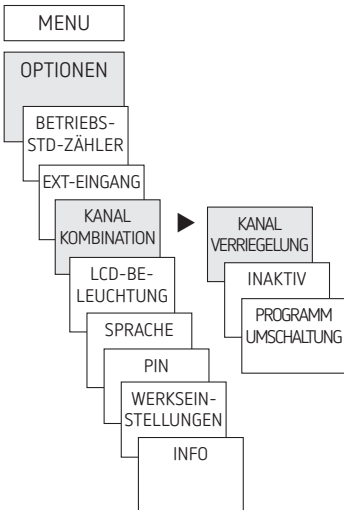 MENU
OPTIONEN
BETRIEBS-
STD-ZÄHLER
EXT-EINGANG
KANAL
KOMBINATION
LCD-BE-
LEUCHTUNG
SPRACHE
PIN
WERKSEIN-
STELLUNGEN
INFO
KANAL
VERRIEGELUNG
INAKTIV
PROGRAMM
UMSCHALTUNG